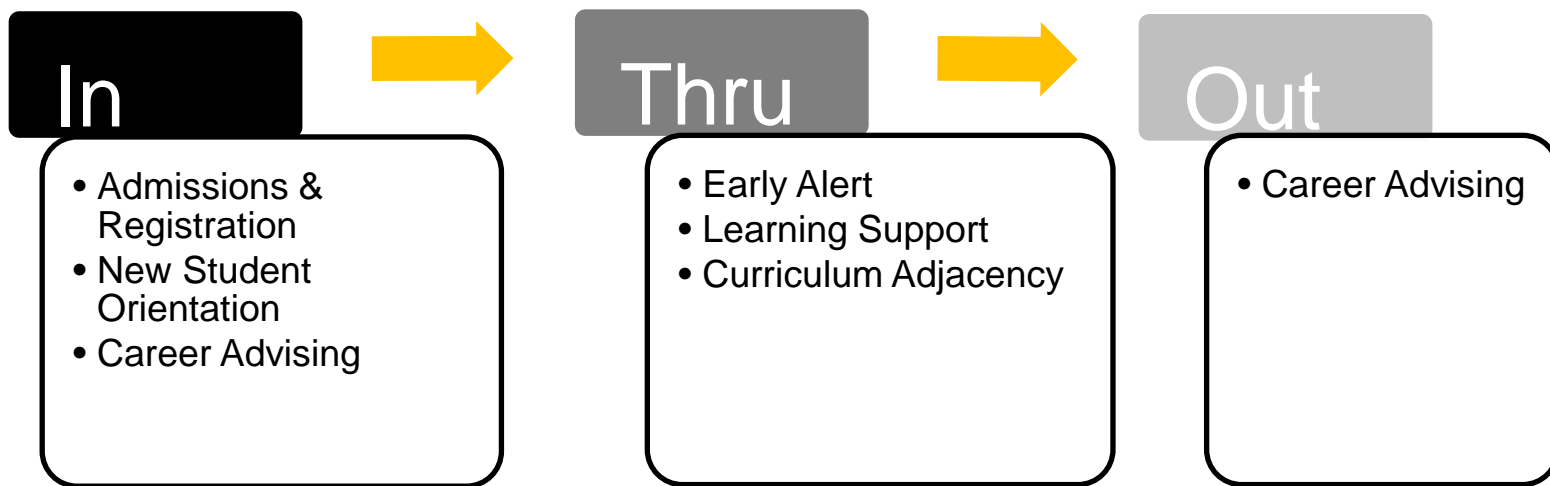 In
• Admissions &
Registration
• New Student
Orientation
• Career Advising
Thru
• Early Alert
• Learning Support
• Curriculum Adjacency
Out
• Career Advising